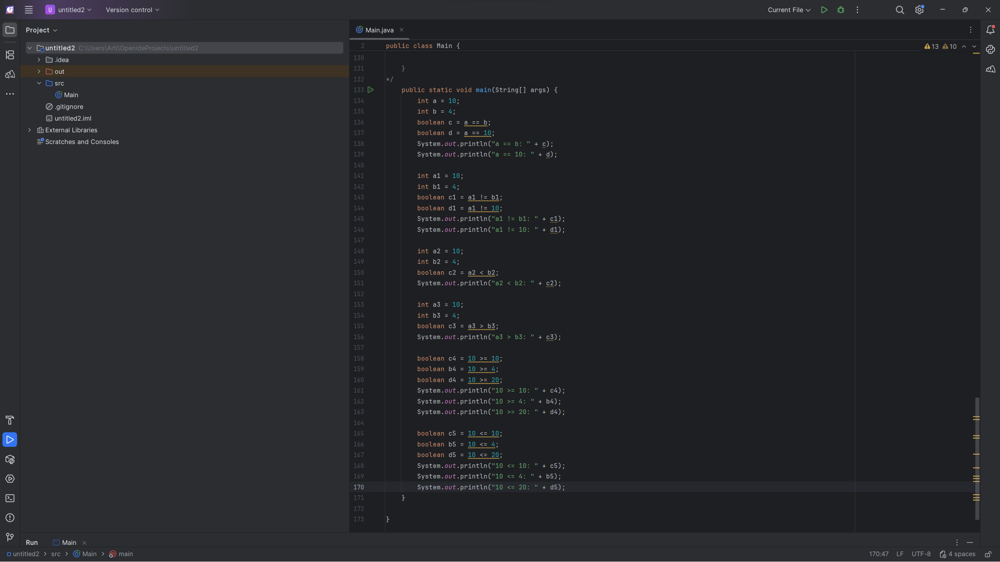 U untitled2 Version control Current File
Project
Main.java
untitled2 C:\Users\Arti\OpenideProjects\untitled2
.idea
out
src
Main
.gitignore
untitled2.iml
External Libraries
Scratches and Consoles
2 public class Main { 13 10
130
131 }
132 */
133 public static void main(String[] args) {
134 int a = 10;
135 int b = 4;
136 boolean c = a == b;
137 boolean d = a == 10;
138 System.out.println("a == b: " + c);
139 System.out.println("a == 10: " + d);
140
141 int a1 = 10;
142 int b1 = 4;
143 boolean c1 = a1 != b1;
144 boolean d1 = a1 != 10;
145 System.out.println("a1 != b1: " + c1);
146 System.out.println("a1 != 10: " + d1);
147
148 int a2 = 10;
149 int b2 = 4;
150 boolean c2 = a2 < b2;
151 System.out.println("a2 < b2: " + c2);
152
153 int a3 = 10;
154 int b3 = 4;
155 boolean c3 = a3 > b3;
156 System.out.println("a3 > b3: " + c3);
157
158 boolean c4 = 10 >= 10;
159 boolean b4 = 10 >= 4;
160 boolean d4 = 10 >= 20;
161 System.out.println("10 >= 10: " + c4);
162 System.out.println("10 >= 4: " + b4);
163 System.out.println("10 >= 20: " + d4);
164
165 boolean c5 = 10 <= 10;
166 boolean b5 = 10 <= 4;
167 boolean d5 = 10 <= 20;
168 System.out.println("10 <= 10: " + c5);
169 System.out.println("10 <= 4: " + b5);
170 System.out.println("10 <= 20: " + d5);
171 }
172
173 }
Run Main
untitled2 > src > Main > main 170:47 LF UTF-8 4 spaces